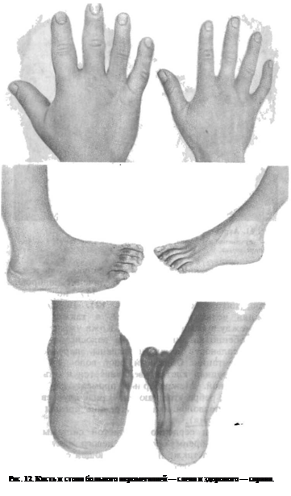 Рис. 12. Кисть и стопа больного акромегалией — слева и здорового — справа.